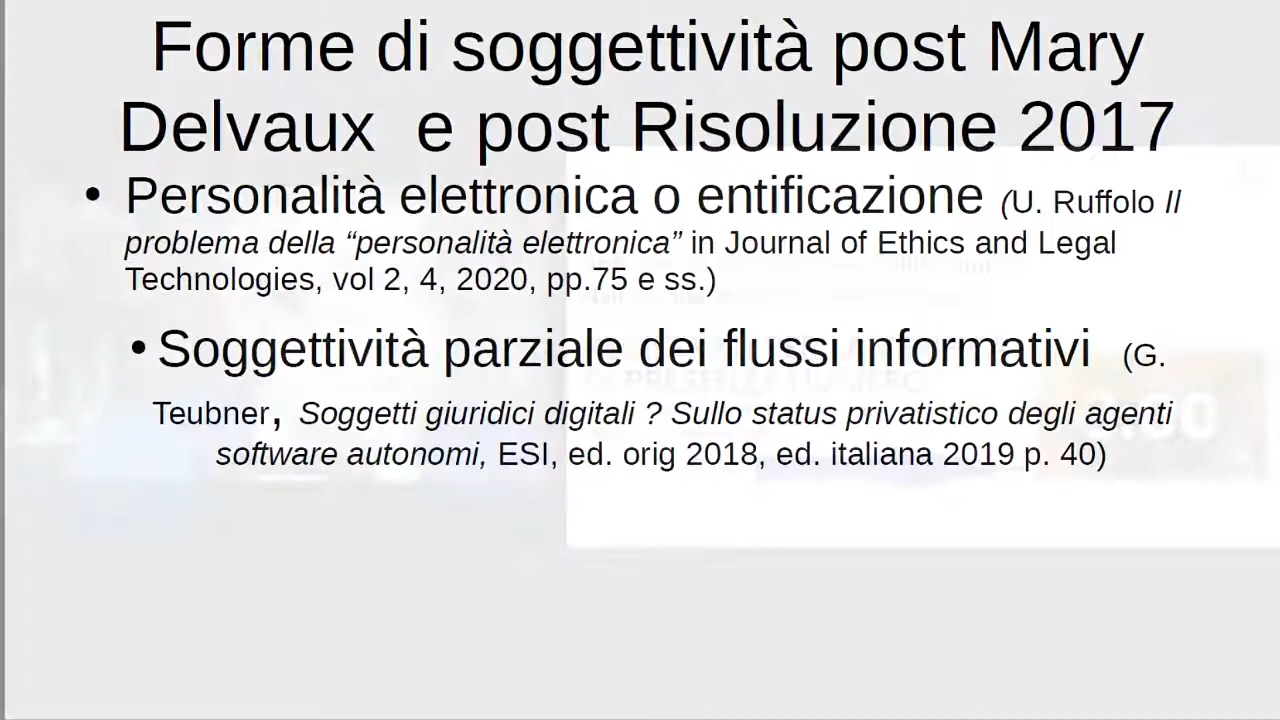 Forme di soggettività post Mary
Delvaux e post Risoluzione 2017
• Personalità elettronica o entificazione (U. Ruffolo Il
problema della “personalità elettronica” in Journal of Ethics and Legal
Technologies, vol 2, 4, 2020, pp.75 e ss.)
• Soggettività parziale dei flussi informativi (G.
Teubner, Soggetti giuridici digitali ? Sullo status privatistico degli agenti
software autonomi, ESI, ed. orig 2018, ed. italiana 2019 p. 40)